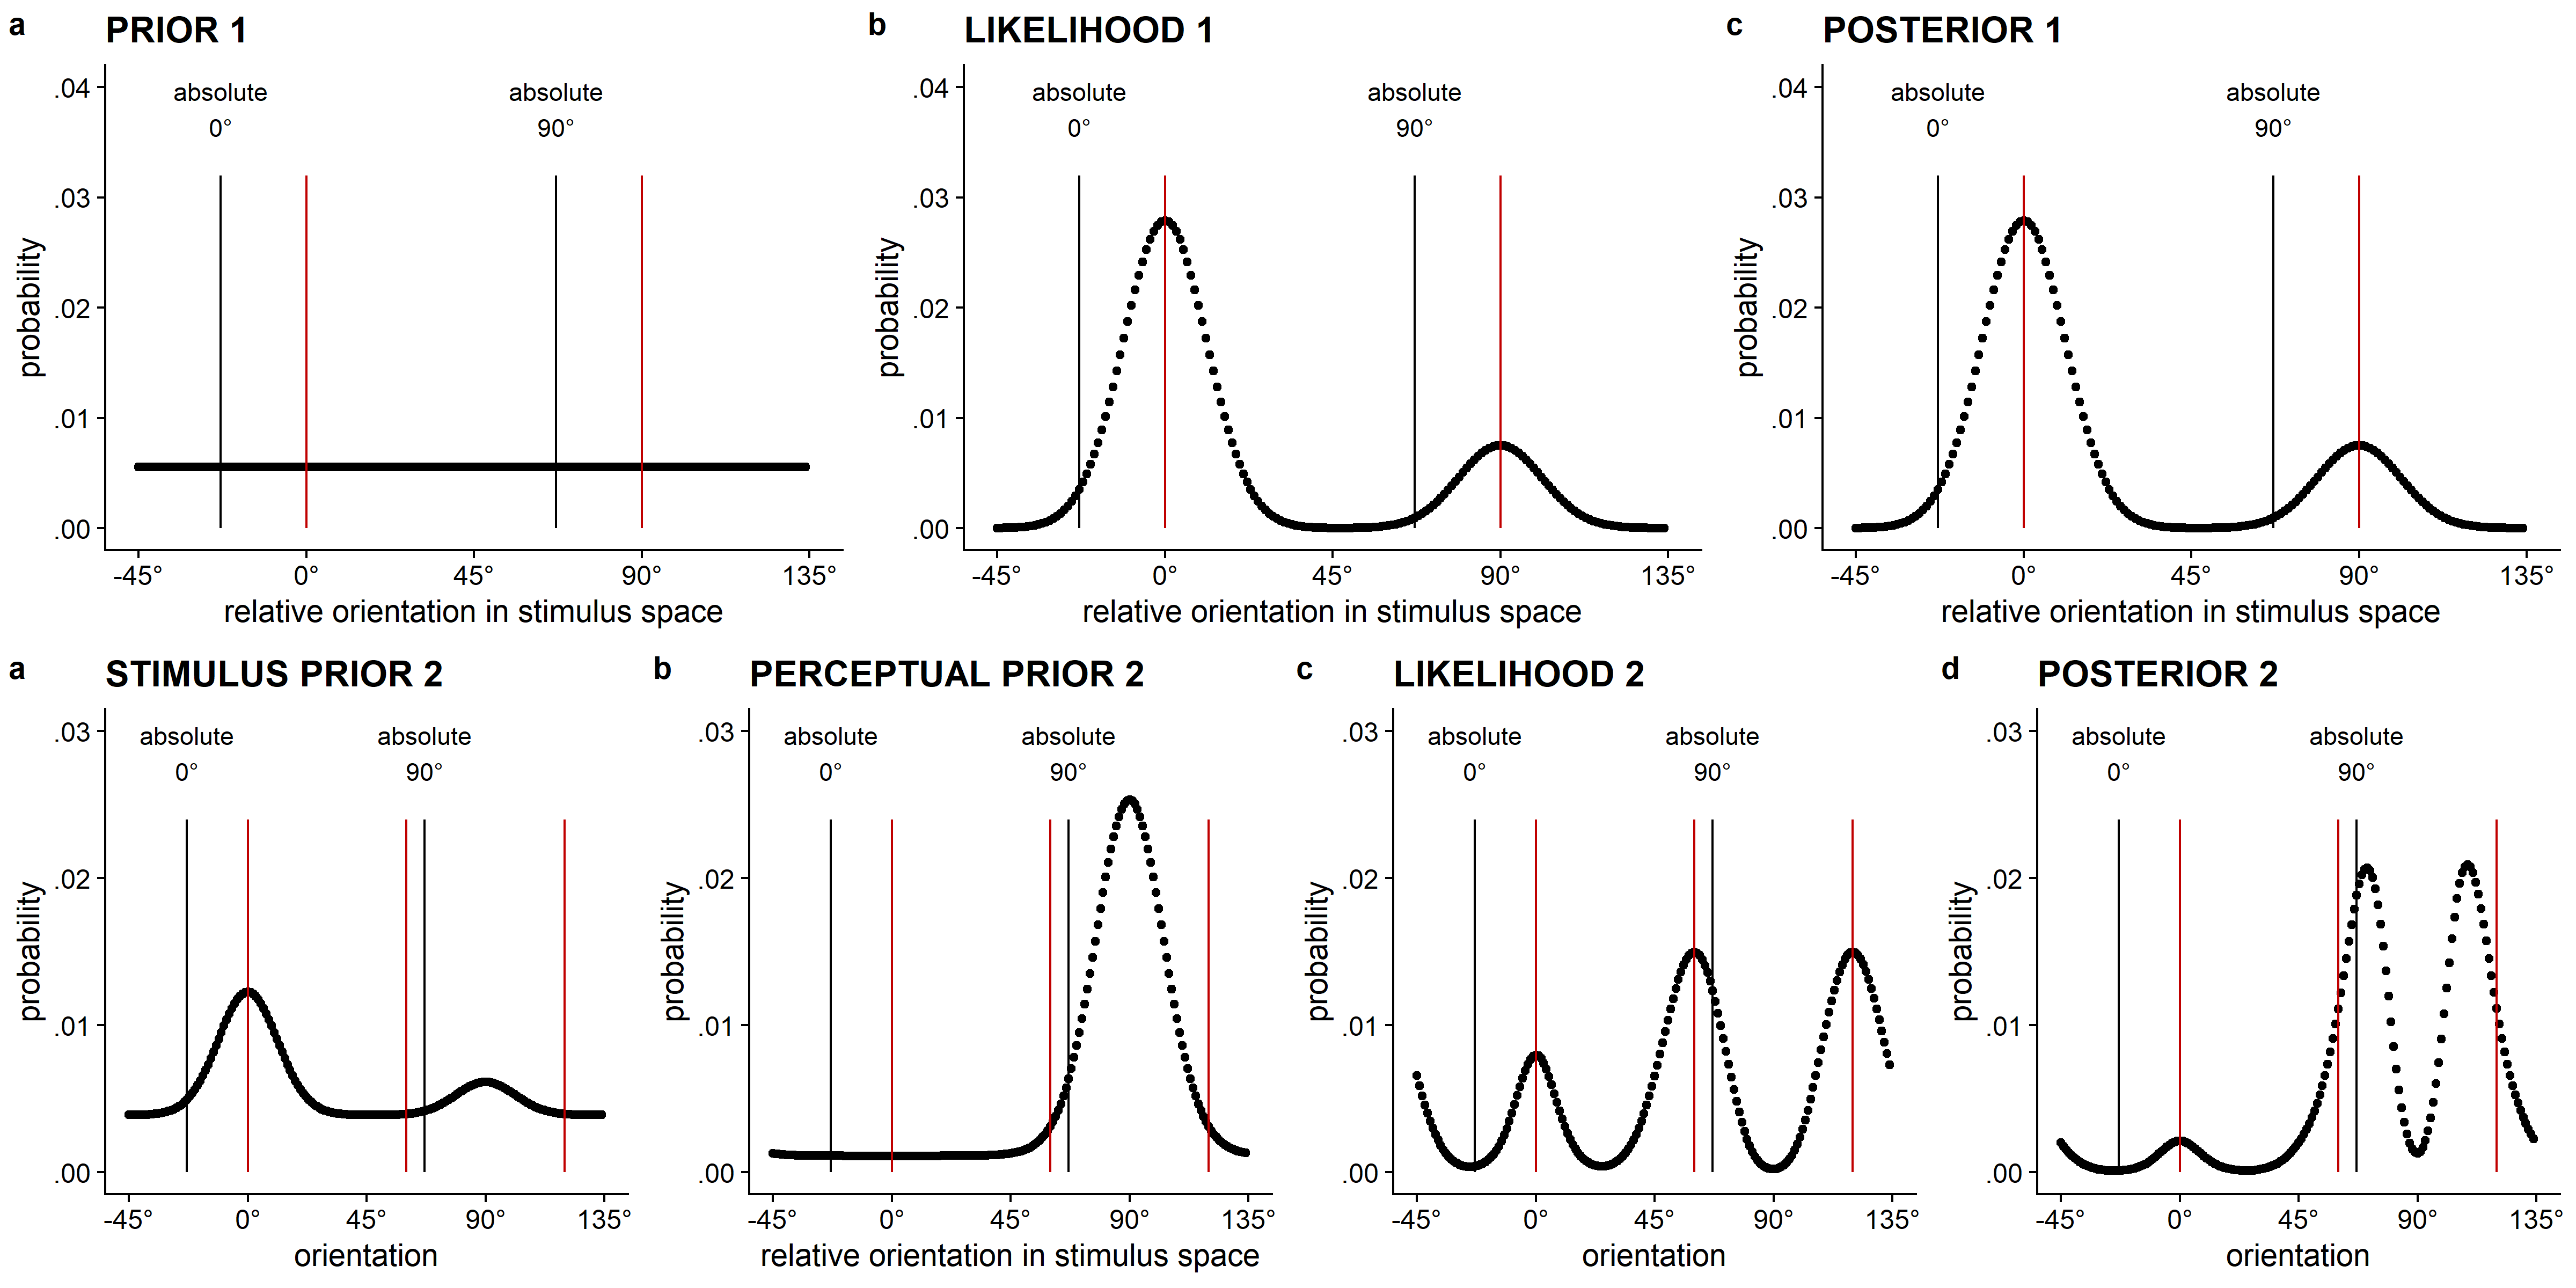 a PRIOR 1
absolute 0°
absolute 90°
.04
.03
.02
.01
.00
probability
-45° 0° 45° 90° 135°
relative orientation in stimulus space
b LIKELIHOOD 1
absolute 0°
absolute 90°
.04
.03
.02
.01
.00
probability
-45° 0° 45° 90° 135°
relative orientation in stimulus space
c POSTERIOR 1
absolute 0°
absolute 90°
.04
.03
.02
.01
.00
probability
-45° 0° 45° 90° 135°
relative orientation in stimulus space
a STIMULUS PRIOR 2
absolute 0°
absolute 90°
.03
.02
.01
.00
probability
-45° 0° 45° 90° 135°
orientation
b PERCEPTUAL PRIOR 2
absolute 0°
absolute 90°
.03
.02
.01
.00
probability
-45° 0° 45° 90° 135°
relative orientation in stimulus space
c LIKELIHOOD 2
absolute 0°
absolute 90°
.03
.02
.01
.00
probability
-45° 0° 45° 90° 135°
orientation
d POSTERIOR 2
absolute 0°
absolute 90°
.03
.02
.01
.00
probability
-45° 0° 45° 90° 135°
orientation